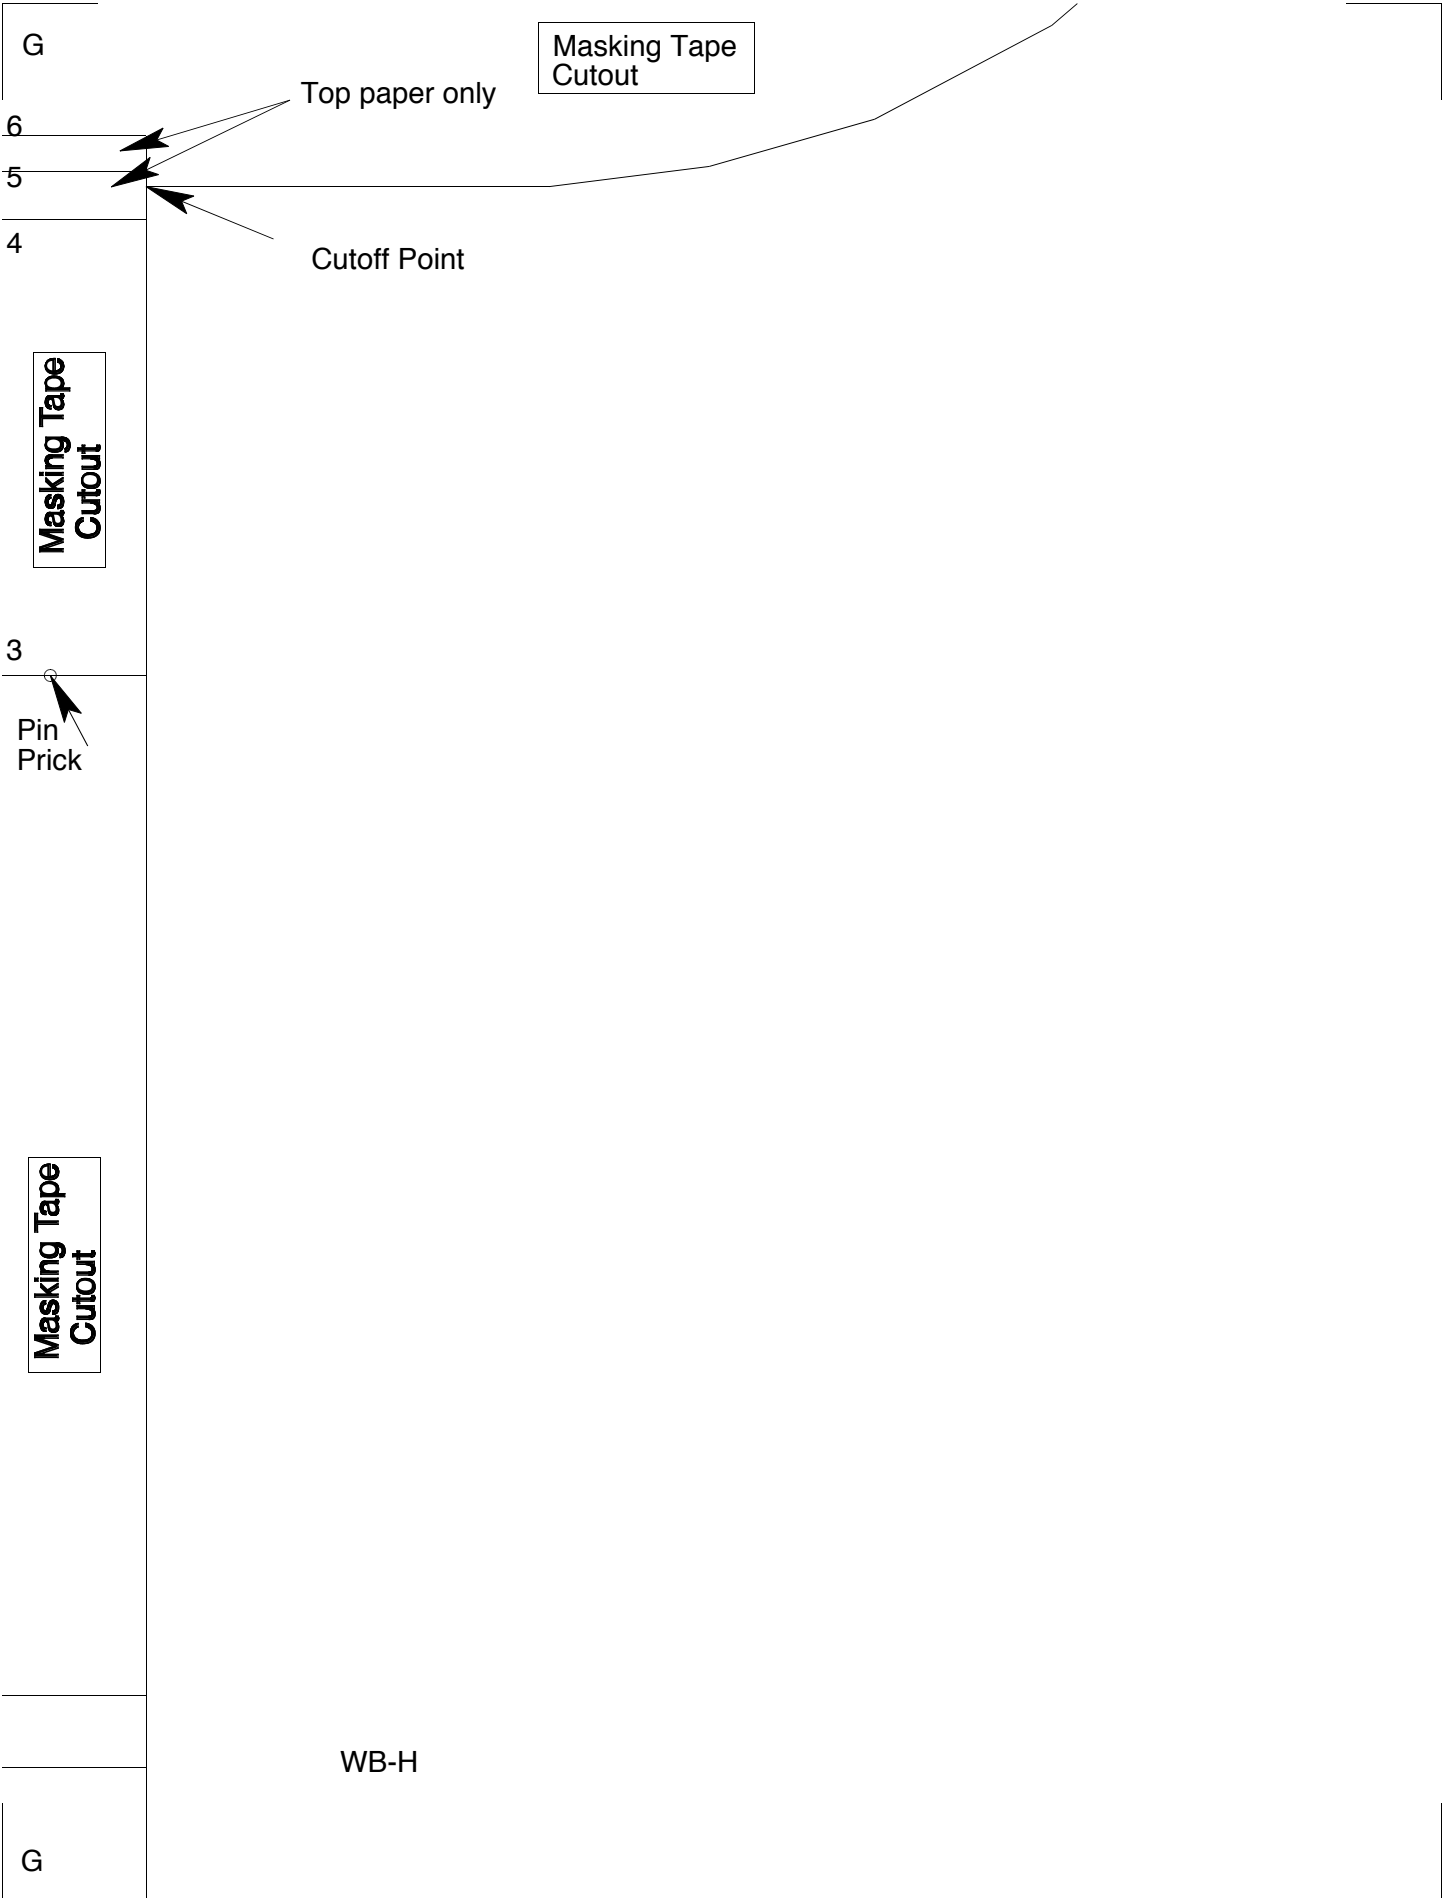 G
Masking Tape
Cutout
Top paper only
6
5
4
Cutoff Point
Masking Tape
Cutout
3
Pin
Prick
Masking Tape
Cutout
WB-H
G